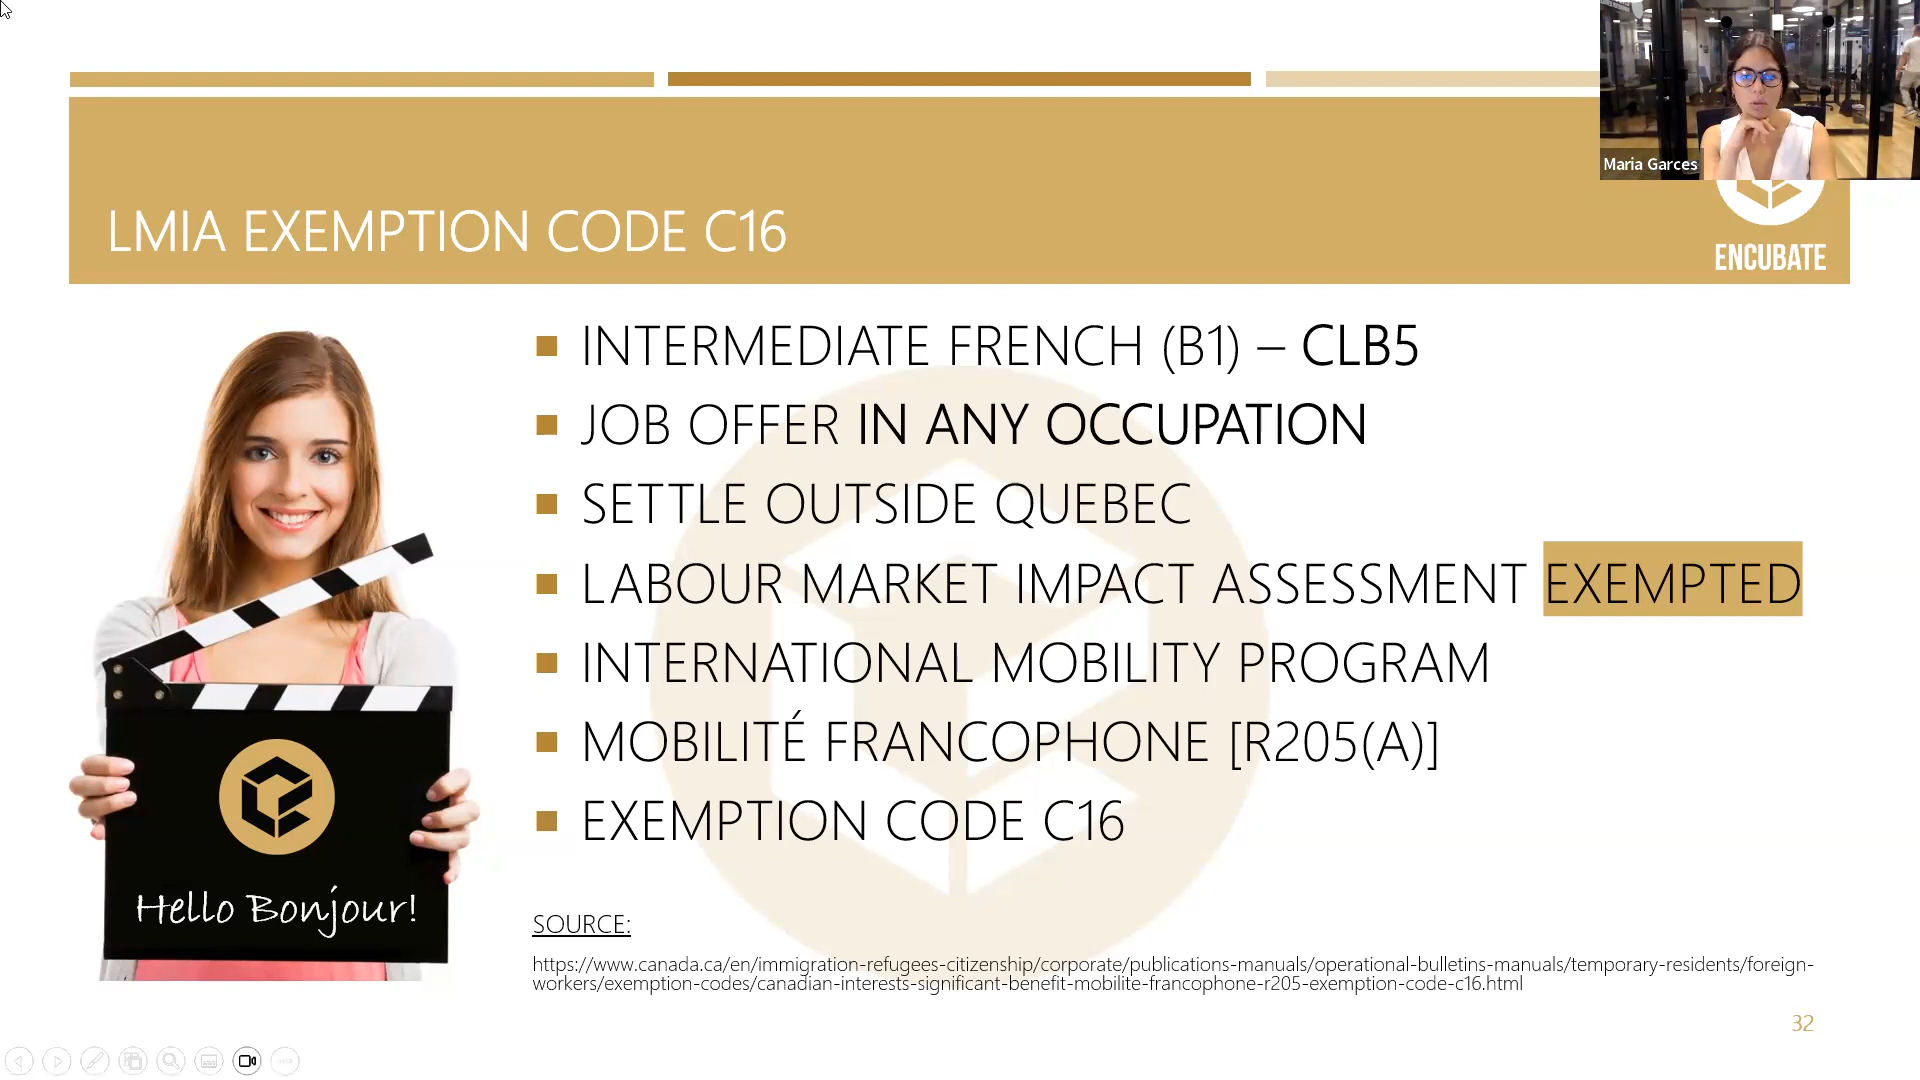 Maria Garces
LMIA EXEMPTION CODE C16
ENCUBATE
INTERMEDIATE FRENCH (B1) – CLB5
JOB OFFER IN ANY OCCUPATION
SETTLE OUTSIDE QUEBEC
LABOUR MARKET IMPACT ASSESSMENT EXEMPTED
INTERNATIONAL MOBILITY PROGRAM
MOBILITÉ FRANCOPHONE [R205(A)]
EXEMPTION CODE C16
Hello Bonjour!
SOURCE:
https://www.canada.ca/en/immigration-refugees-citizenship/corporate/publications-manuals/operational-bulletins-manuals/temporary-residents/foreign-
workers/exemption-codes/canadian-interests-significant-benefit-mobilite-francophone-r205-exemption-code-c16.html
32